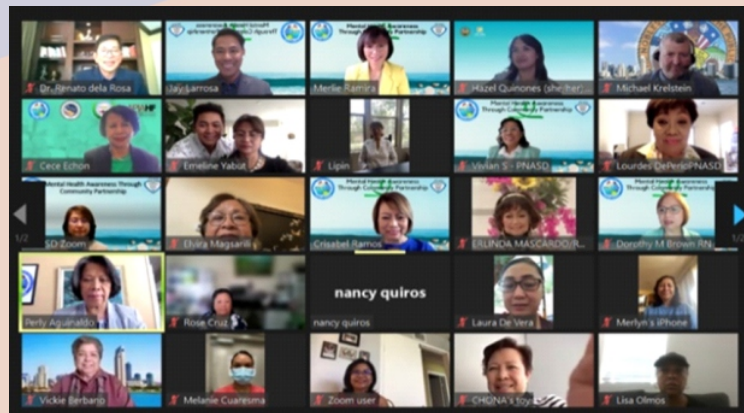 Dr. Renato dela Rosa
Jay Larrosa
Mental Health Awareness
Through Community Partnership
Merlie Ramira
Hazel Quinones (she/her)
Michael Krelstein
Cece Echon
Emeline Yabut
Lipin
Mental Health Awareness
Through Community Partnership
Vivian S - PNASD
Lourdes DePerioPNASD
Mental Health Awareness Through
Community Partnership
SD Zoom
Elvira Magsarili
Mental Health Awareness
Through Community Partnership
Crisabel Ramos
ERLINDA MASCARDO/R...
Mental Health Awareness
Through Community Partnership
Dorothy M Brown RN
1/2
1/2
Perly Aguinaldo
Rose Cruz
nancy quiros
nancy quiros
Laura De Vera
Merlyn's iPhone
Vickie Berbano
Melanie Cuaresma
Zoom user
CHONA's toy
Lisa Olmos